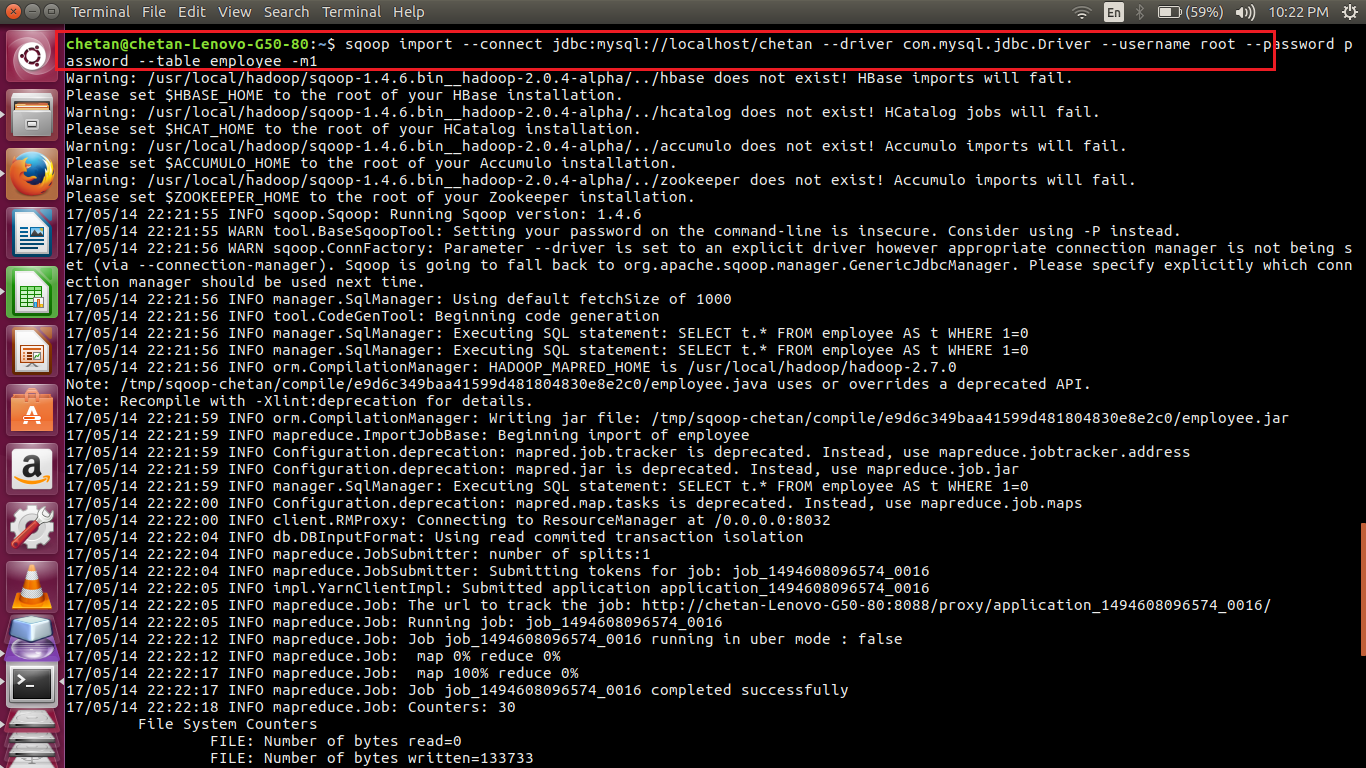 Terminal File Edit View Search Terminal Help En (59%) 10:22 PM
chetan@chetan-Lenovo-G50-80:~$ sqoop import --connect jdbc:mysql://localhost/chetan --driver com.mysql.jdbc.Driver --username root --password p
assword --table employee -m1
Warning: /usr/local/hadoop/sqoop-1.4.6.bin__hadoop-2.0.4-alpha/../hbase does not exist! HBase imports will fail.
Please set $HBASE_HOME to the root of your HBase installation.
Warning: /usr/local/hadoop/sqoop-1.4.6.bin__hadoop-2.0.4-alpha/../hcatalog does not exist! HCatalog jobs will fail.
Please set $HCAT_HOME to the root of your HCatalog installation.
Warning: /usr/local/hadoop/sqoop-1.4.6.bin__hadoop-2.0.4-alpha/../accumulo does not exist! Accumulo imports will fail.
Please set $ACCUMULO_HOME to the root of your Accumulo installation.
Warning: /usr/local/hadoop/sqoop-1.4.6.bin__hadoop-2.0.4-alpha/../zookeeper does not exist! Accumulo imports will fail.
Please set $ZOOKEEPER_HOME to the root of your Zookeeper installation.
17/05/14 22:21:55 INFO sqoop.Sqoop: Running Sqoop version: 1.4.6
17/05/14 22:21:55 WARN tool.BaseSqoopTool: Setting your password on the command-line is insecure. Consider using -P instead.
17/05/14 22:21:56 WARN sqoop.ConnFactory: Parameter --driver is set to an explicit driver however appropriate connection manager is not being s
et (via --connection-manager). Sqoop is going to fall back to org.apache.sqoop.manager.GenericJdbcManager. Please specify explicitly which conn
ection manager should be used next time.
17/05/14 22:21:56 INFO manager.SqlManager: Using default fetchSize of 1000
17/05/14 22:21:56 INFO tool.CodeGenTool: Beginning code generation
17/05/14 22:21:56 INFO manager.SqlManager: Executing SQL statement: SELECT t.* FROM employee AS t WHERE 1=0
17/05/14 22:21:56 INFO manager.SqlManager: Executing SQL statement: SELECT t.* FROM employee AS t WHERE 1=0
17/05/14 22:21:56 INFO orm.CompilationManager: HADOOP_MAPRED_HOME is /usr/local/hadoop/hadoop-2.7.0
Note: /tmp/sqoop-chetan/compile/e9d6c349baa41599d481804830e8e2c0/employee.java uses or overrides a deprecated API.
Note: Recompile with -Xlint:deprecation for details.
17/05/14 22:21:59 INFO orm.CompilationManager: Writing jar file: /tmp/sqoop-chetan/compile/e9d6c349baa41599d481804830e8e2c0/employee.jar
17/05/14 22:21:59 INFO mapreduce.ImportJobBase: Beginning import of employee
17/05/14 22:21:59 INFO Configuration.deprecation: mapred.job.tracker is deprecated. Instead, use mapreduce.jobtracker.address
17/05/14 22:21:59 INFO Configuration.deprecation: mapred.jar is deprecated. Instead, use mapreduce.job.jar
17/05/14 22:21:59 INFO manager.SqlManager: Executing SQL statement: SELECT t.* FROM employee AS t WHERE 1=0
17/05/14 22:22:00 INFO Configuration.deprecation: mapred.map.tasks is deprecated. Instead, use mapreduce.job.maps
17/05/14 22:22:00 INFO client.RMProxy: Connecting to ResourceManager at /0.0.0.0:8032
17/05/14 22:22:04 INFO db.DBInputFormat: Using read commited transaction isolation
17/05/14 22:22:04 INFO mapreduce.JobSubmitter: number of splits:1
17/05/14 22:22:04 INFO mapreduce.JobSubmitter: Submitting tokens for job: job_1494608096574_0016
17/05/14 22:22:05 INFO impl.YarnClientImpl: Submitted application application_1494608096574_0016
17/05/14 22:22:05 INFO mapreduce.Job: The url to track the job: http://chetan-Lenovo-G50-80:8088/proxy/application_1494608096574_0016/
17/05/14 22:22:05 INFO mapreduce.Job: Running job: job_1494608096574_0016
17/05/14 22:22:12 INFO mapreduce.Job: Job job_1494608096574_0016 running in uber mode : false
17/05/14 22:22:12 INFO mapreduce.Job:  map 0% reduce 0%
17/05/14 22:22:17 INFO mapreduce.Job:  map 100% reduce 0%
17/05/14 22:22:17 INFO mapreduce.Job: Job job_1494608096574_0016 completed successfully
17/05/14 22:22:18 INFO mapreduce.Job: Counters: 30
File System Counters
FILE: Number of bytes read=0
FILE: Number of bytes written=133733